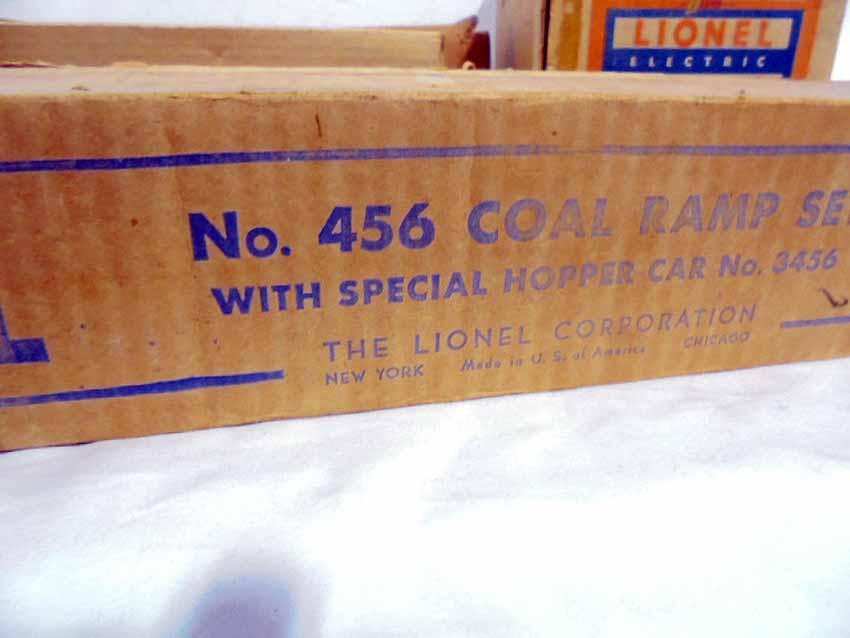 LIONEL
ELECTRIC
No. 456 COAL RAMP SE
WITH SPECIAL HOPPER CAR No. 3456
THE LIONEL CORPORATION
NEW YORK Made in U. S. of America CHICAGO
L